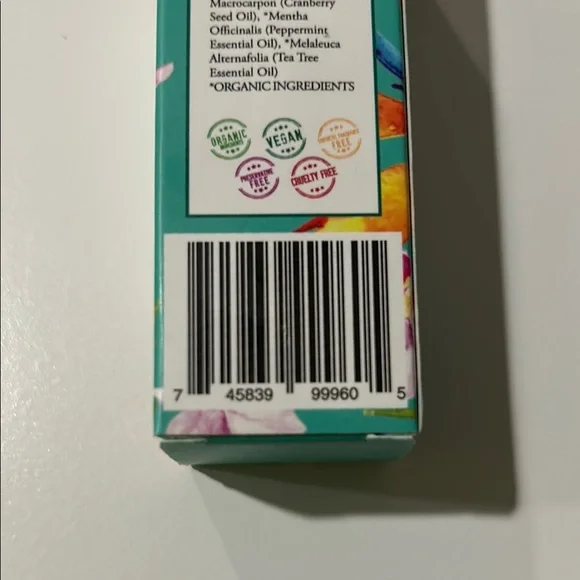 Macrocarpon (Cranberry
Seed Oil), *Mentha
Officinalis (Peppermint
Essential Oil), *Melaleuca
Alternafolia (Tea Tree
Essential Oil)
*ORGANIC INGREDIENTS
ORGANIC
INGREDIENTS
VEGAN
FREE
PRESERVATIVE
FREE
CRUELTY FREE
7 45839 99960 5